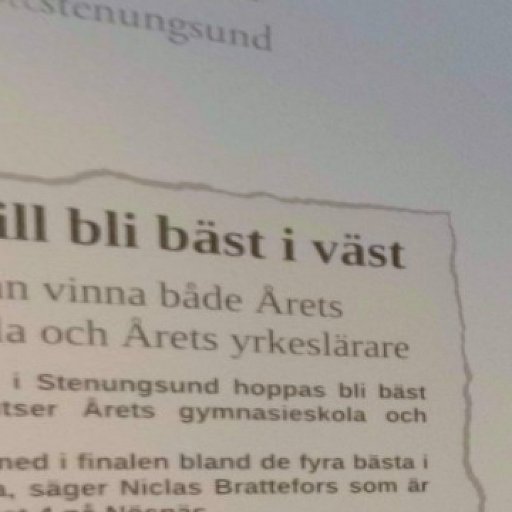 stenungsund
ill bli bäst i väst
vinna både Årets
la och Årets yrkeslärare
i Stenungsund hoppas bli bäst
tser Årets gymnasieskola och
med i finalen bland de fyra bästa i
säger Niclas Brattefors som är